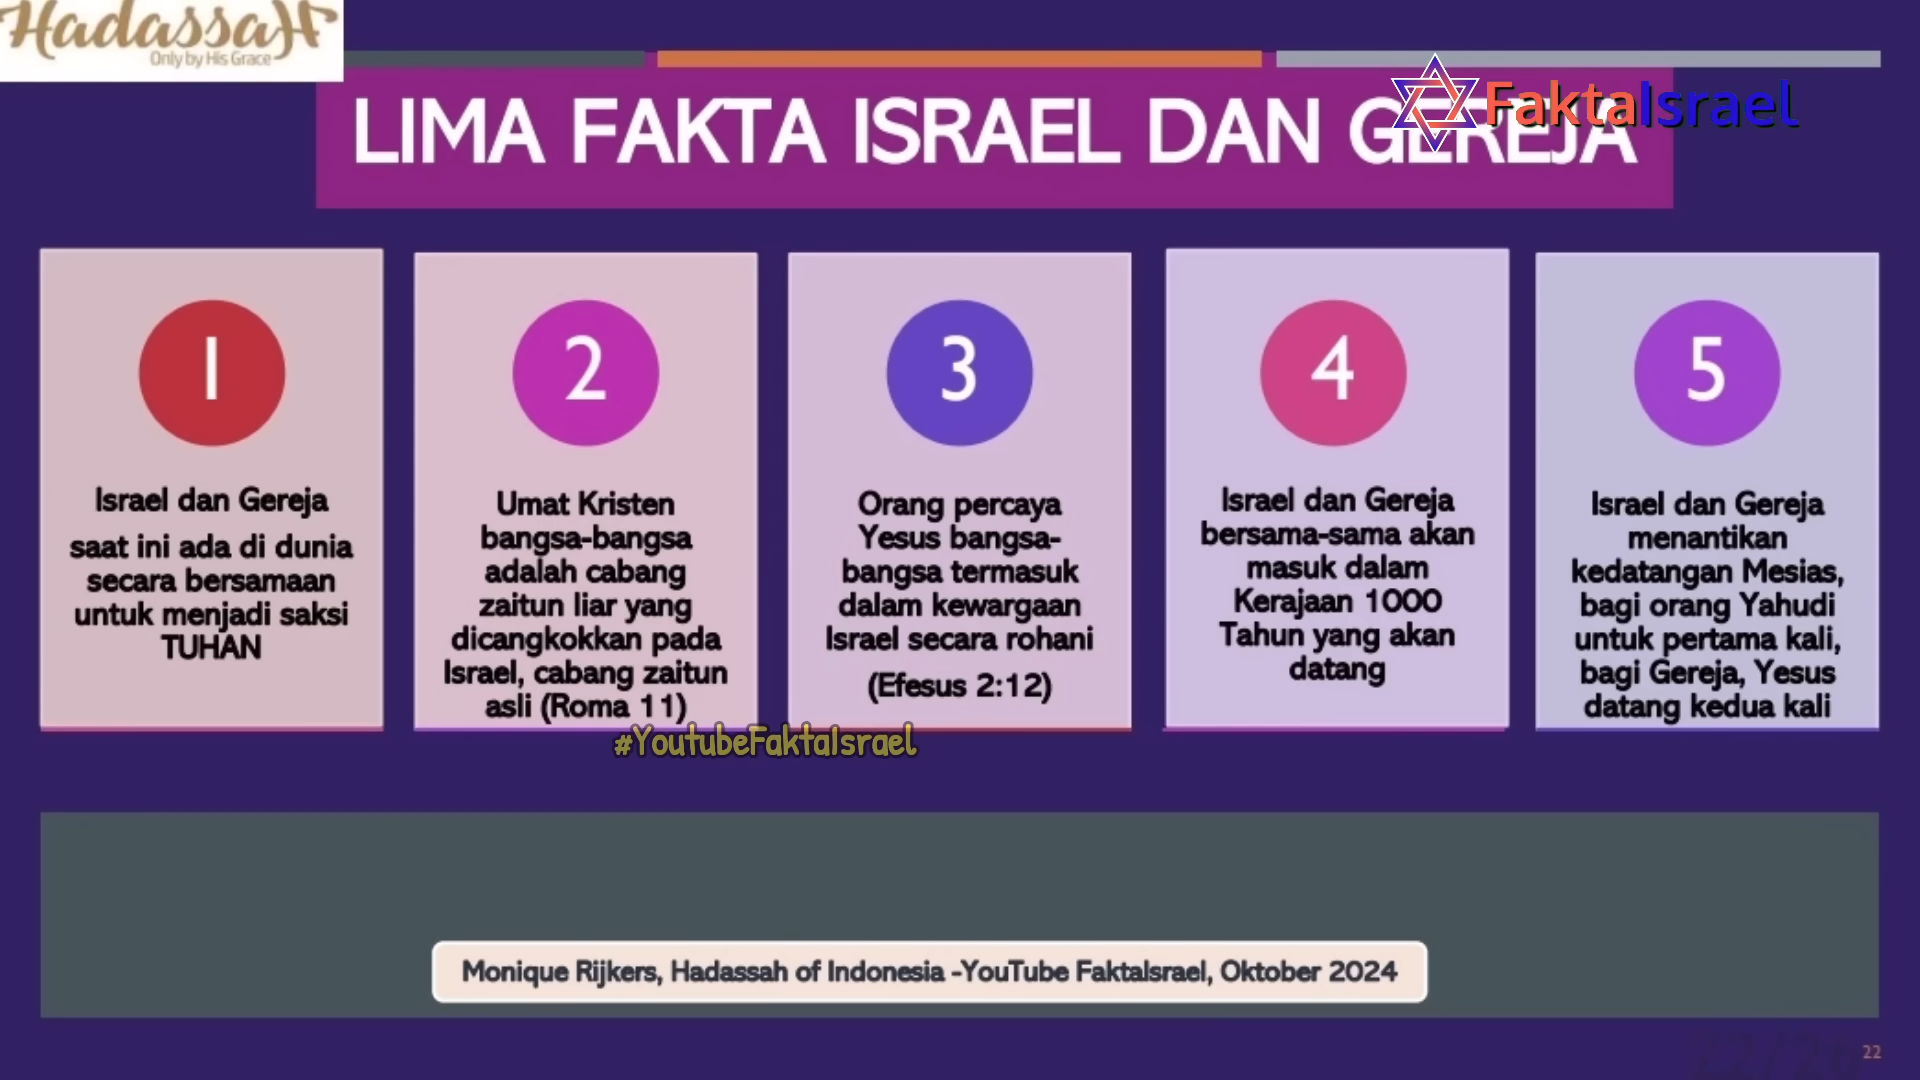 Hadassah
Only by His Grace
LIMA FAKTA ISRAEL DAN GEREJA
FaktaIsrael
1
Israel dan Gereja
saat ini ada di dunia
secara bersamaan
untuk menjadi saksi
TUHAN
2
Umat Kristen
bangsa-bangsa
adalah cabang
zaitun liar yang
dicangkokkan pada
Israel, cabang zaitun
asli (Roma 11)
3
Orang percaya
Yesus bangsa-
bangsa termasuk
dalam kewargaan
Israel secara rohani
(Efesus 2:12)
4
Israel dan Gereja
bersama-sama akan
masuk dalam
Kerajaan 1000
Tahun yang akan
datang
5
Israel dan Gereja
menantikan
kedatangan Mesias,
bagi orang Yahudi
untuk pertama kali,
bagi Gereja, Yesus
datang kedua kali
#YoutubeFaktaIsrael
Monique Rijkers, Hadassah of Indonesia -YouTube FaktaIsrael, Oktober 2024
22